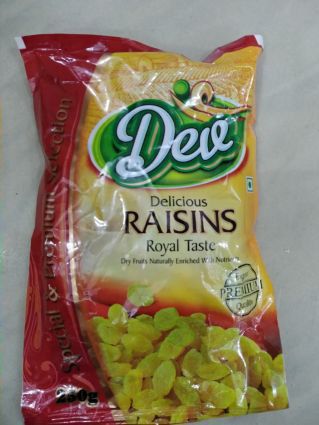 Dev
Delicious
RAISINS
Royal Taste
Dry Fruits Naturally Enriched With Nutrients
PREMIUM
Quality
Special & Premium Selection
250g